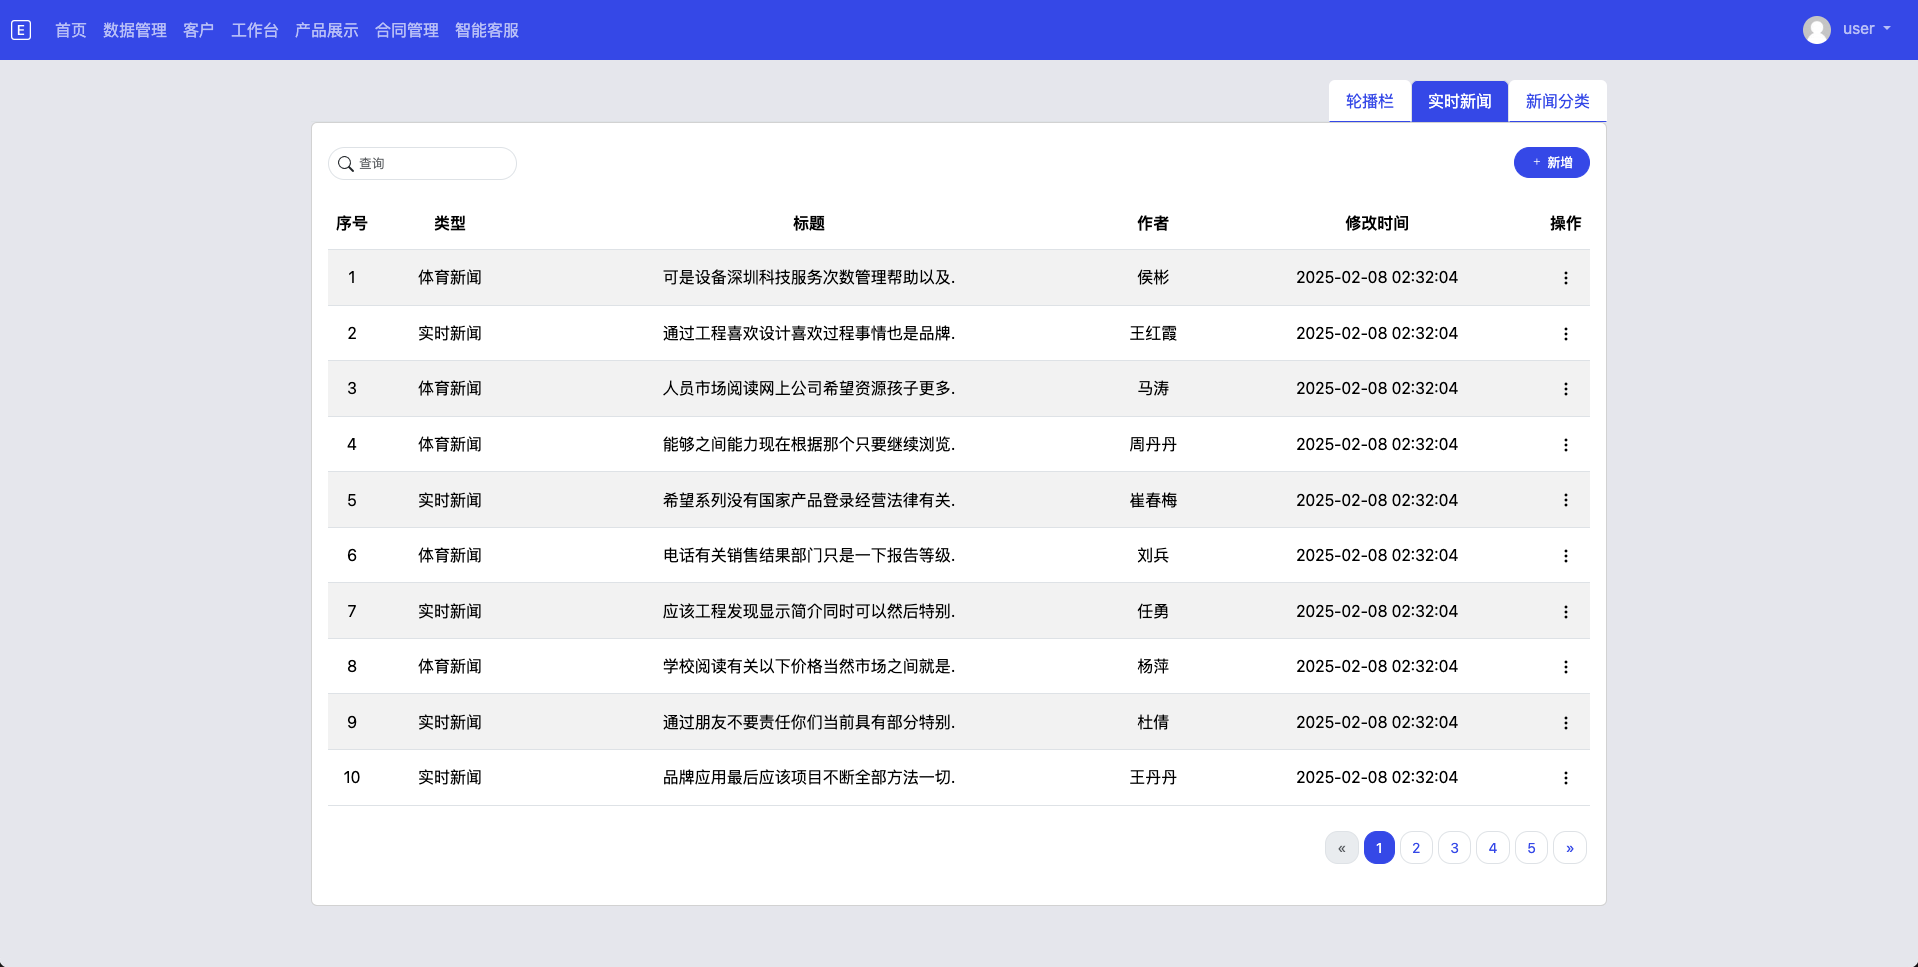 E 首页 数据管理 客户 工作台 产品展示 合同管理 智能客服 user
轮播栏 实时新闻 新闻分类
查询 + 新增
序号 类型 标题 作者 修改时间 操作
1 体育新闻 可是设备深圳科技服务次数管理帮助以及. 侯彬 2025-02-08 02:32:04
2 实时新闻 通过工程喜欢设计喜欢过程事情也是品牌. 王红霞 2025-02-08 02:32:04
3 体育新闻 人员市场阅读网上公司希望资源孩子更多. 马涛 2025-02-08 02:32:04
4 体育新闻 能够之间能力现在根据那个只要继续浏览. 周丹丹 2025-02-08 02:32:04
5 实时新闻 希望系列没有国家产品登录经营法律有关. 崔春梅 2025-02-08 02:32:04
6 体育新闻 电话有关销售结果部门只是一下报告等级. 刘兵 2025-02-08 02:32:04
7 实时新闻 应该工程发现显示简介同时可以然后特别. 任勇 2025-02-08 02:32:04
8 体育新闻 学校阅读有关以下价格当然市场之间就是. 杨萍 2025-02-08 02:32:04
9 实时新闻 通过朋友不要责任你们当前具有部分特别. 杜倩 2025-02-08 02:32:04
10 实时新闻 品牌应用最后应该项目不断全部方法一切. 王丹丹 2025-02-08 02:32:04
« 1 2 3 4 5 »